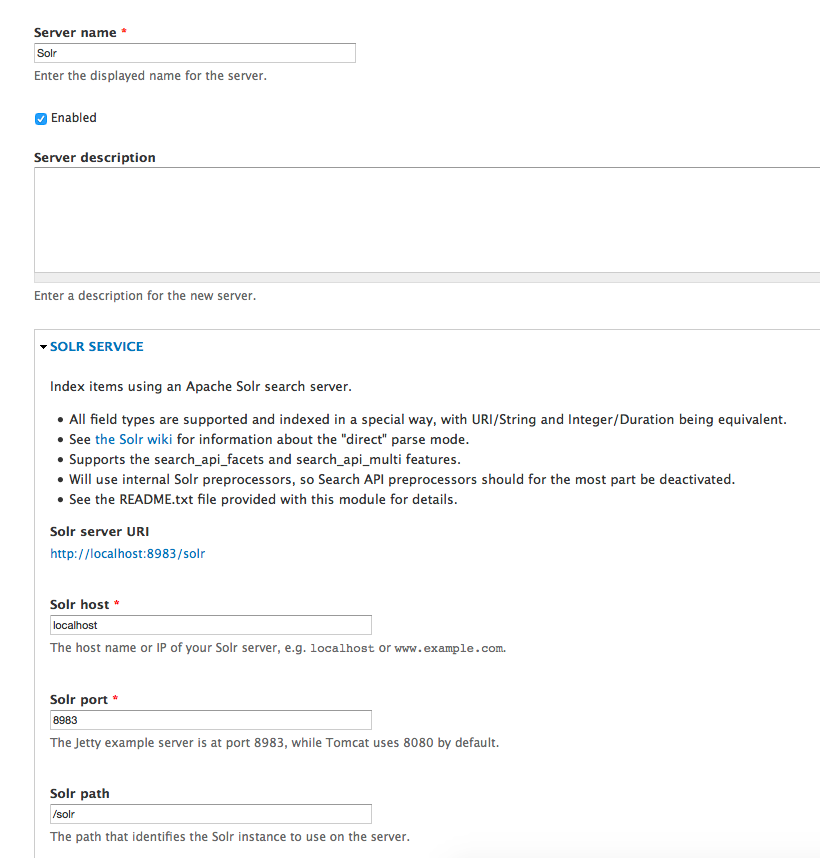 Server name *
Solr
Enter the displayed name for the server.
Enabled
Server description
Enter a description for the new server.
SOLR SERVICE
Index items using an Apache Solr search server.
• All field types are supported and indexed in a special way, with URI/String and Integer/Duration being equivalent.
• See the Solr wiki for information about the "direct" parse mode.
• Supports the search_api_facets and search_api_multi features.
• Will use internal Solr preprocessors, so Search API preprocessors should for the most part be deactivated.
• See the README.txt file provided with this module for details.
Solr server URI
http://localhost:8983/solr
Solr host *
localhost
The host name or IP of your Solr server, e.g. localhost or www.example.com.
Solr port *
8983
The Jetty example server is at port 8983, while Tomcat uses 8080 by default.
Solr path
/solr
The path that identifies the Solr instance to use on the server.